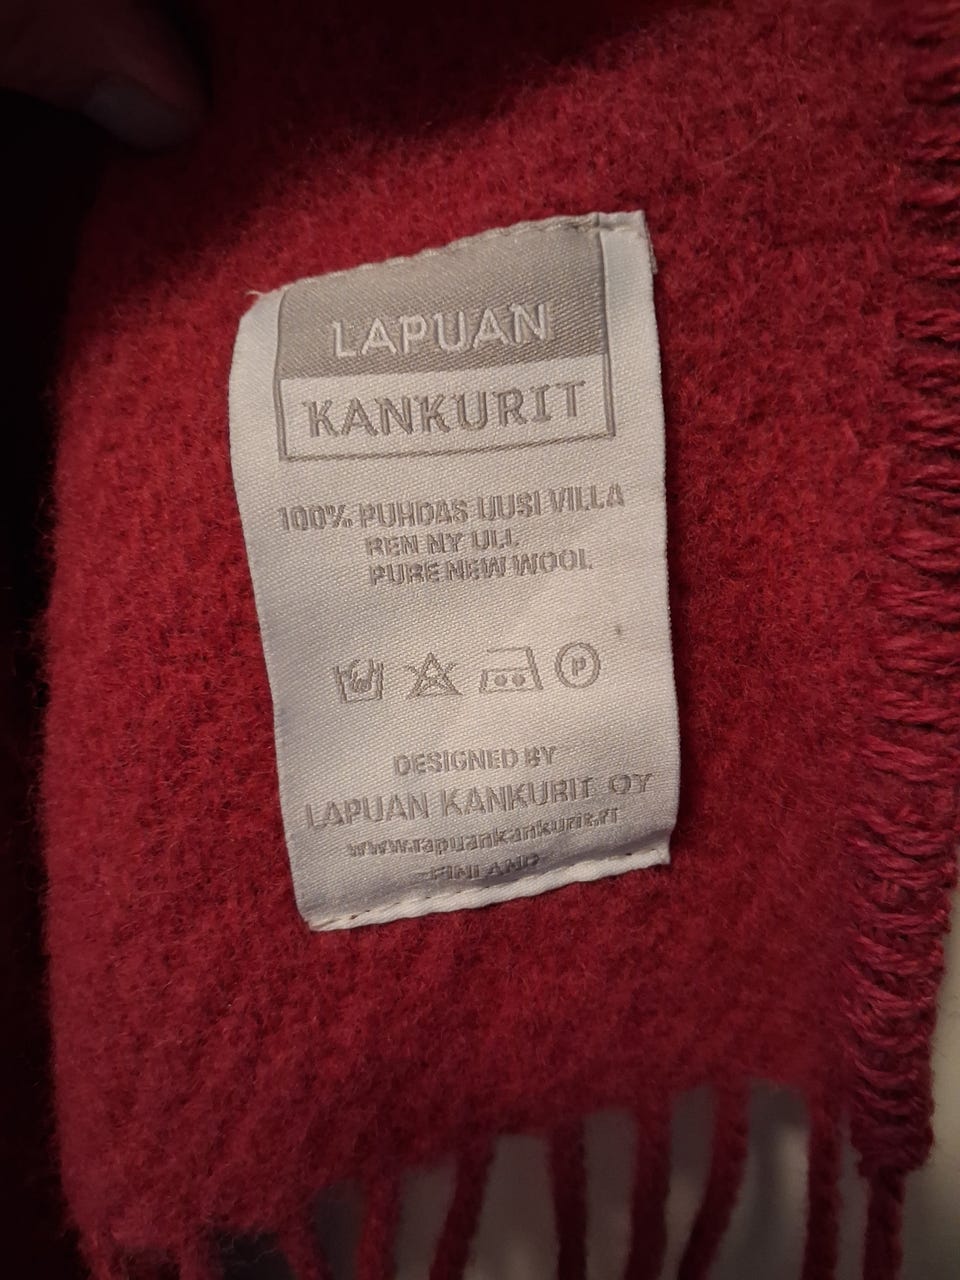 LAPUAN
KANKURIT
100% PUHDAS UUSI VILLA
REN NY ULL
PURE NEW WOOL
P
DESIGNED BY
LAPUAN KANKURIT OY
www.lapuankankurit.fi
FINLAND